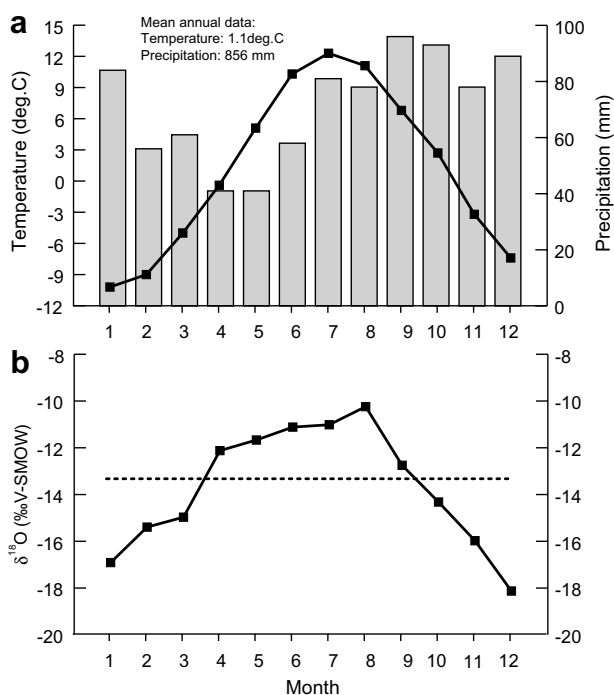 a
Mean annual data:
Temperature: 1.1deg.C
Precipitation: 856 mm
Temperature (deg.C)
15
12
9
6
3
0
-3
-6
-9
-12
100
80
60
40
20
0
Precipitation (mm)
1 2 3 4 5 6 7 8 9 10 11 12
b
δ18O (‰V-SMOW)
-8
-10
-12
-14
-16
-18
-20
-8
-10
-12
-14
-16
-18
-20
1 2 3 4 5 6 7 8 9 10 11 12
Month